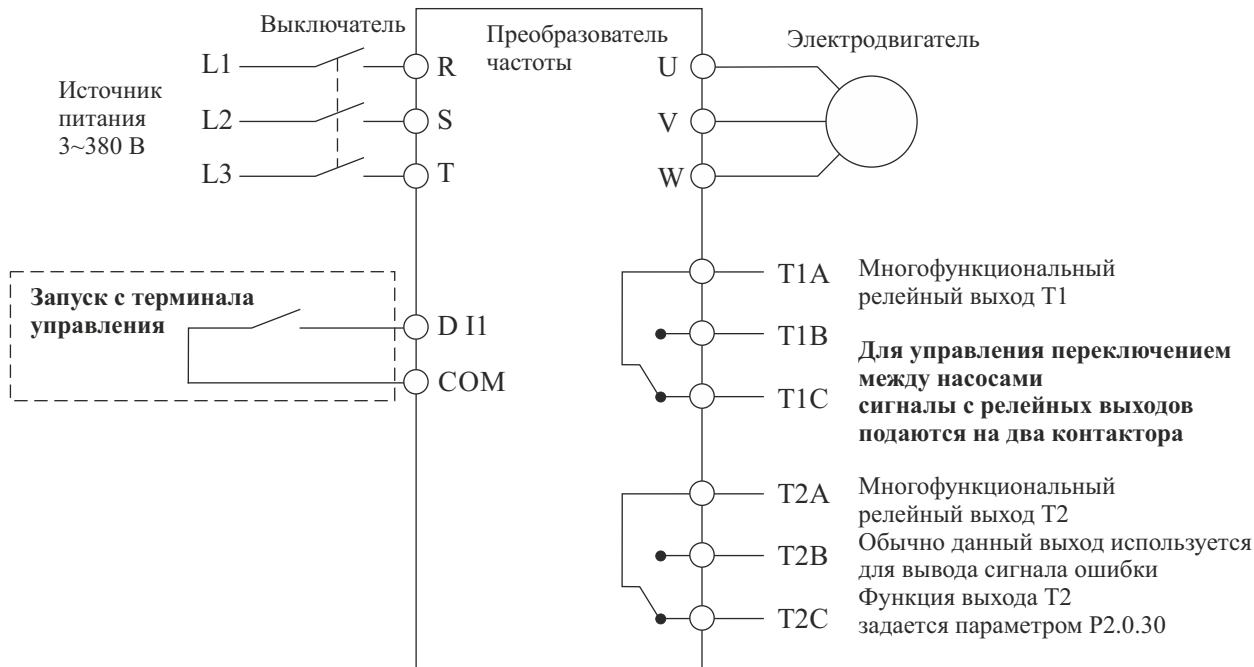 Выключатель
Преобразователь
частоты
Электродвигатель
L1
R
U
Источник
питания
3~380 В
L2
S
V
L3
T
W
Запуск с терминала
управления
D I1
COM
T1A
Многофункциональный
релейный выход T1
T1B
Для управления переключением
между насосами
сигналы с релейных выходов
подаются на два контактора
T1C
T2A
Многофункциональный
релейный выход T2
T2B
Обычно данный выход используется
для вывода сигнала ошибки
Функция выхода T2
задается параметром P2.0.30
T2C